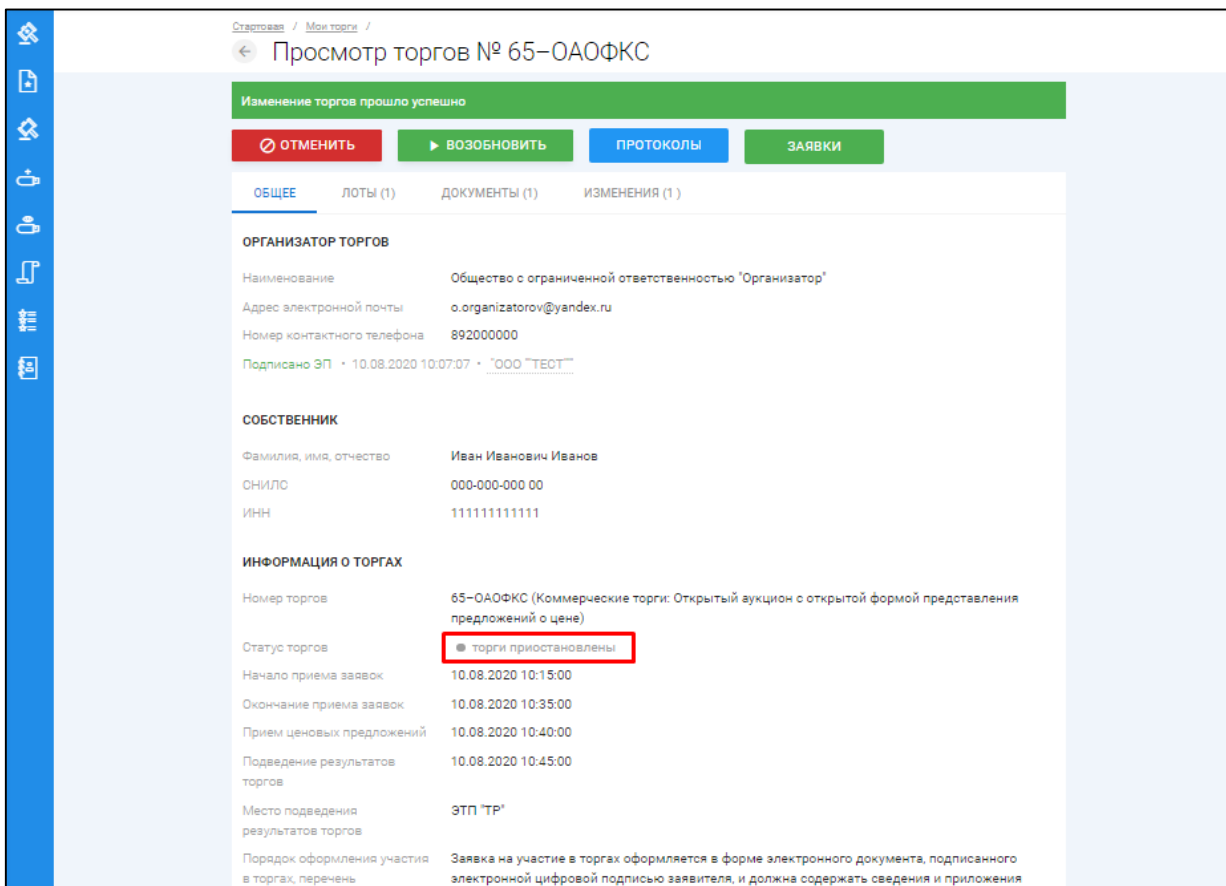 Стартовая / Мои торги /
Просмотр торгов № 65–ОАОФКС
Изменение торгов прошло успешно
ОТМЕНИТЬ ВОЗОБНОВИТЬ ПРОТОКОЛЫ ЗАЯВКИ
ОБЩЕЕ ЛОТЫ (1) ДОКУМЕНТЫ (1) ИЗМЕНЕНИЯ (1 )
ОРГАНИЗАТОР ТОРГОВ
Наименование Общество с ограниченной ответственностью "Организатор"
Адрес электронной почты o.organizatorov@yandex.ru
Номер контактного телефона 892000000
Подписано ЭП • 10.08.2020 10:07:07 • "ООО "ТЕСТ""
СОБСТВЕННИК
Фамилия, имя, отчество Иван Иванович Иванов
СНИЛС 000-000-000 00
ИНН 111111111111
ИНФОРМАЦИЯ О ТОРГАХ
Номер торгов 65–ОАОФКС (Коммерческие торги: Открытый аукцион с открытой формой представления
предложений о цене)
Статус торгов торги приостановлены
Начало приема заявок 10.08.2020 10:15:00
Окончание приема заявок 10.08.2020 10:35:00
Прием ценовых предложений 10.08.2020 10:40:00
Подведение результатов 10.08.2020 10:45:00
торгов
Место подведения ЭТП "ТР"
результатов торгов
Порядок оформления участия Заявка на участие в торгах оформляется в форме электронного документа, подписанного
в торгах, перечень электронной цифровой подписью заявителя, и должна содержать сведения и приложения